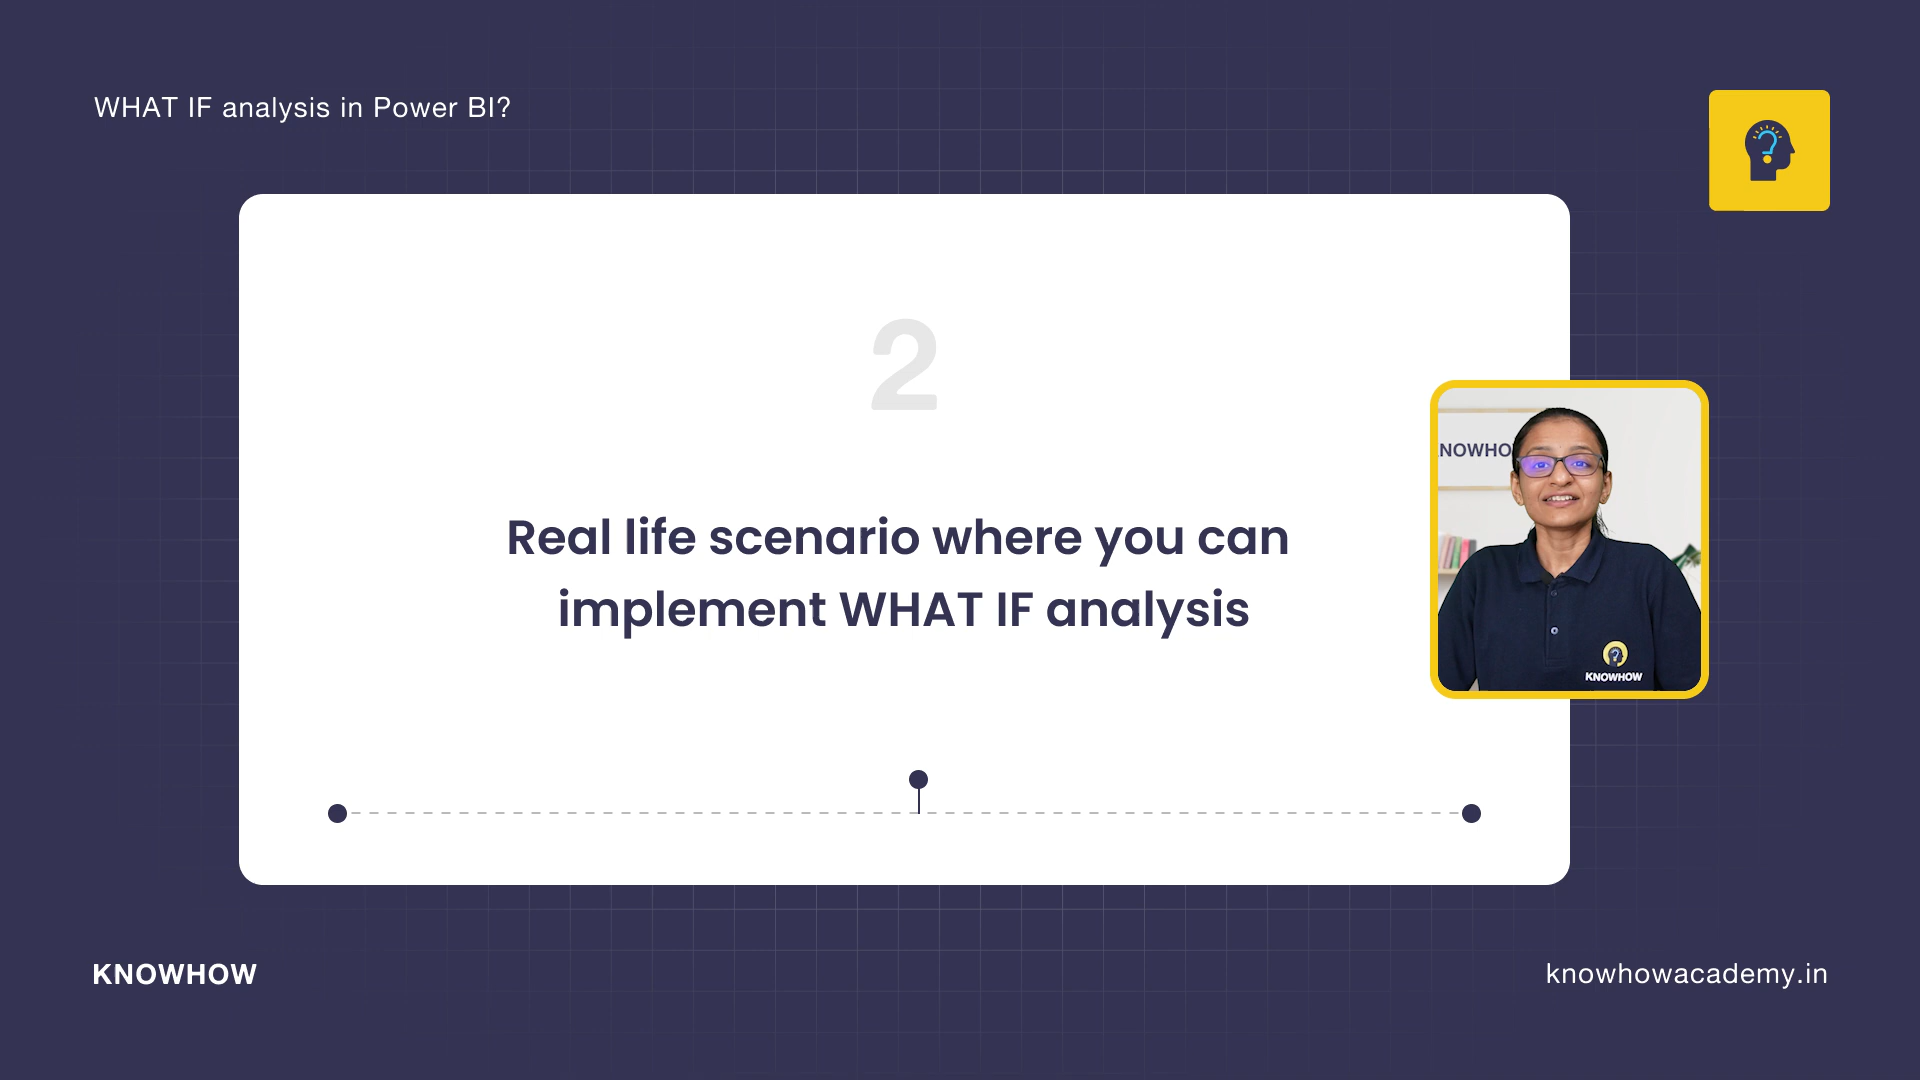 WHAT IF analysis in Power BI?
2
Real life scenario where you can
implement WHAT IF analysis
NOWHO
KNOWHOW
KNOWHOW
knowhowacademy.in